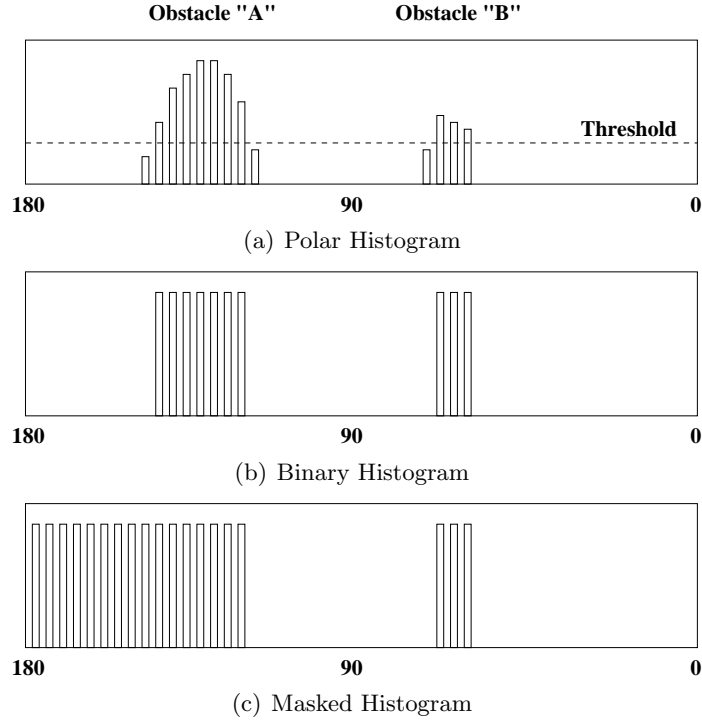 Obstacle "A" Obstacle "B"
Threshold
180 90 0
(a) Polar Histogram
180 90 0
(b) Binary Histogram
180 90 0
(c) Masked Histogram